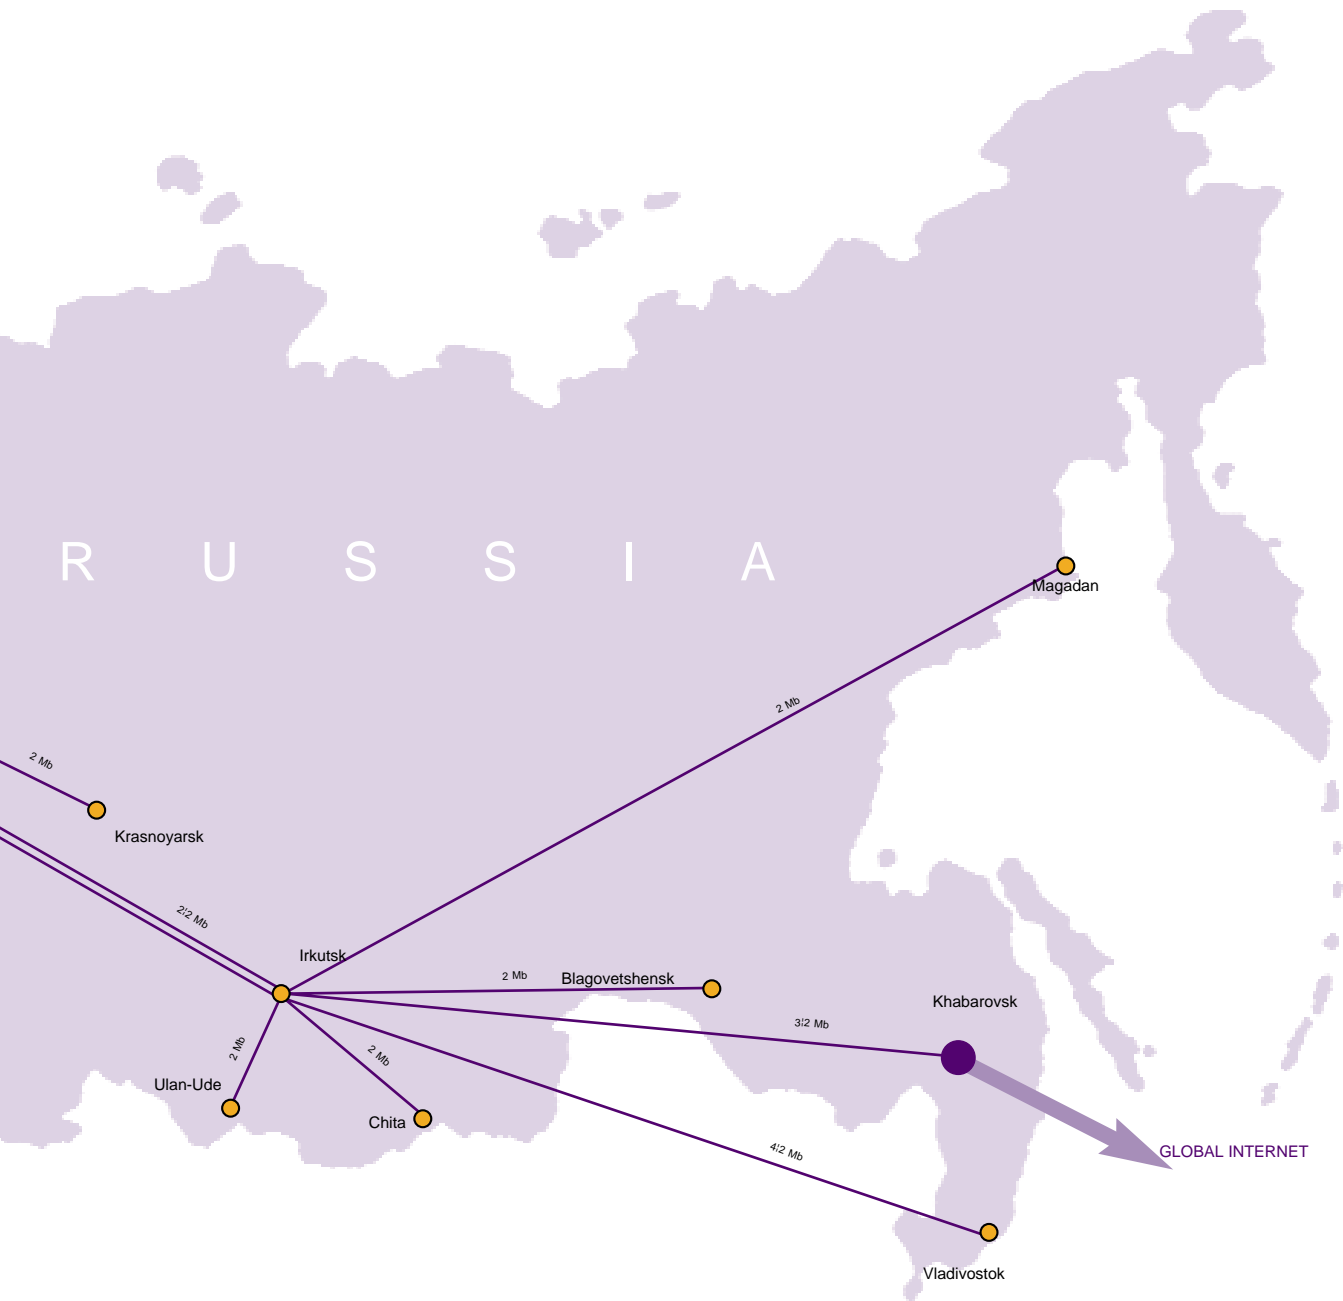 R U S S I A
Magadan
2 Mb
2 Mb
Krasnoyarsk
2:2 Mb
Irkutsk
2 Mb
Blagovetshensk
Khabarovsk
3:2 Mb
2 Mb
2 Mb
Ulan-Ude
Chita
4:2 Mb
GLOBAL INTERNET
Vladivostok